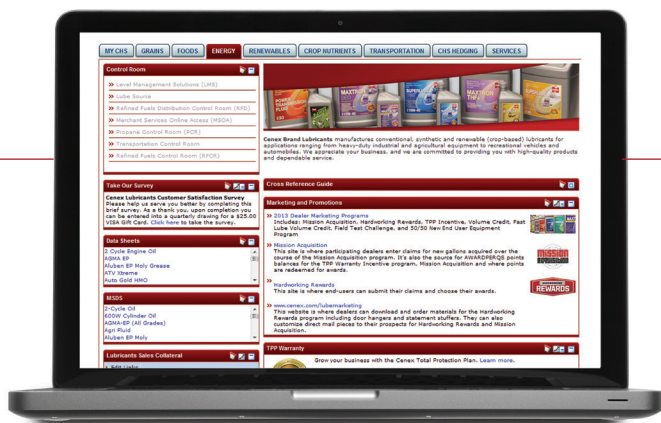 MY CHS
GRAINS
FOODS
ENERGY
RENEWABLES
CROP NUTRIENTS
TRANSPORTATION
CHS HEDGING
SERVICES
Control Room
» Level Management Solutions (LMS)
» Lube Source
» Refined Fuels Distribution Control Room (RFD)
» Merchant Services Online Access (MSOA)
» Propane Control Room (PCR)
» Transportation Control Room
» Refined Fuels Control Room (RFCR)
MAXTRON
SUPERLUBE
MAXTRON
THF+
Cenex Brand Lubricants manufactures conventional, synthetic and renewable (crop-based) lubricants for
applications ranging from heavy-duty industrial and agricultural equipment to recreational vehicles and
automobiles. We appreciate your business, and we are committed to providing you with high-quality products
and dependable service.
Take Our Survey
Cenex Lubricants Customer Satisfaction Survey
Please help us serve you better by completing this
brief survey. As a thank you, upon completion you
can be entered into a quarterly drawing for a $25.00
VISA Gift Card. Click here to take the survey.
Data Sheets
2 Cycle Engine Oil
AGMA EP
Aluben EP Moly Grease
ATV Xtreme
Auto Gold HMO
MSDS
2-Cycle Oil
600W Cylinder Oil
AGMA-EP (All Grades)
Agri Fluid
Aluben EP Moly
Lubricants Sales Collateral
Cross Reference Guide
Marketing and Promotions
» 2013 Dealer Marketing Programs
Includes: Mission Acquisition, Hardworking Rewards, TPP Incentive, Volume Credit, Fast
Lube Volume Credit, Field Test Challenge, and 50/50 New End User Equipment
Program
» Mission Acquisition
This site is where participating dealers enter claims for new gallons acquired over the
course of the Mission Acquisition program. It's also the source for AWARDPERQS points
balances for the TPP Warranty Incentive program, Mission Acquisition and where points
are redeemed for awards.
mission
» Hardworking Rewards
This site is where end-users can submit their claims and choose their awards.
REWARDS
» www.cenex.com/lubemarketing
This website is where dealers can download and order materials for the Hardworking
Rewards program including door hangers and statement stuffers. They can also
customize direct mail pieces to their prospects for Hardworking Rewards and Mission
Acquisition.
TPP Warranty
Grow your business with the Cenex Total Protection Plan. Learn more.